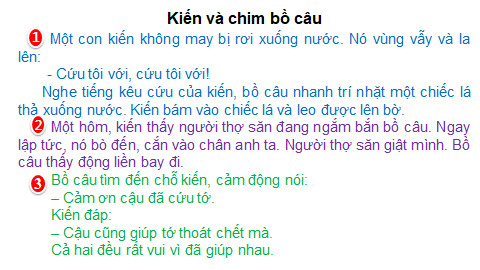 Kiến và chim bồ câu
1 Một con kiến không may bị rơi xuống nước. Nó vùng vẫy và la
lên:
- Cứu tôi với, cứu tôi với!
Nghe tiếng kêu cứu của kiến, bồ câu nhanh trí nhặt một chiếc lá
thả xuống nước. Kiến bám vào chiếc lá và leo được lên bờ.
2 Một hôm, kiến thấy người thợ săn đang ngắm bắn bồ câu. Ngay
lập tức, nó bò đến, cắn vào chân anh ta. Người thợ săn giật mình. Bồ
câu thấy động liền bay đi.
3 Bồ câu tìm đến chỗ kiến, cảm động nói:
– Cảm ơn cậu đã cứu tớ.
Kiến đáp:
– Cậu cũng giúp tớ thoát chết mà.
Cả hai đều rất vui vì đã giúp nhau.